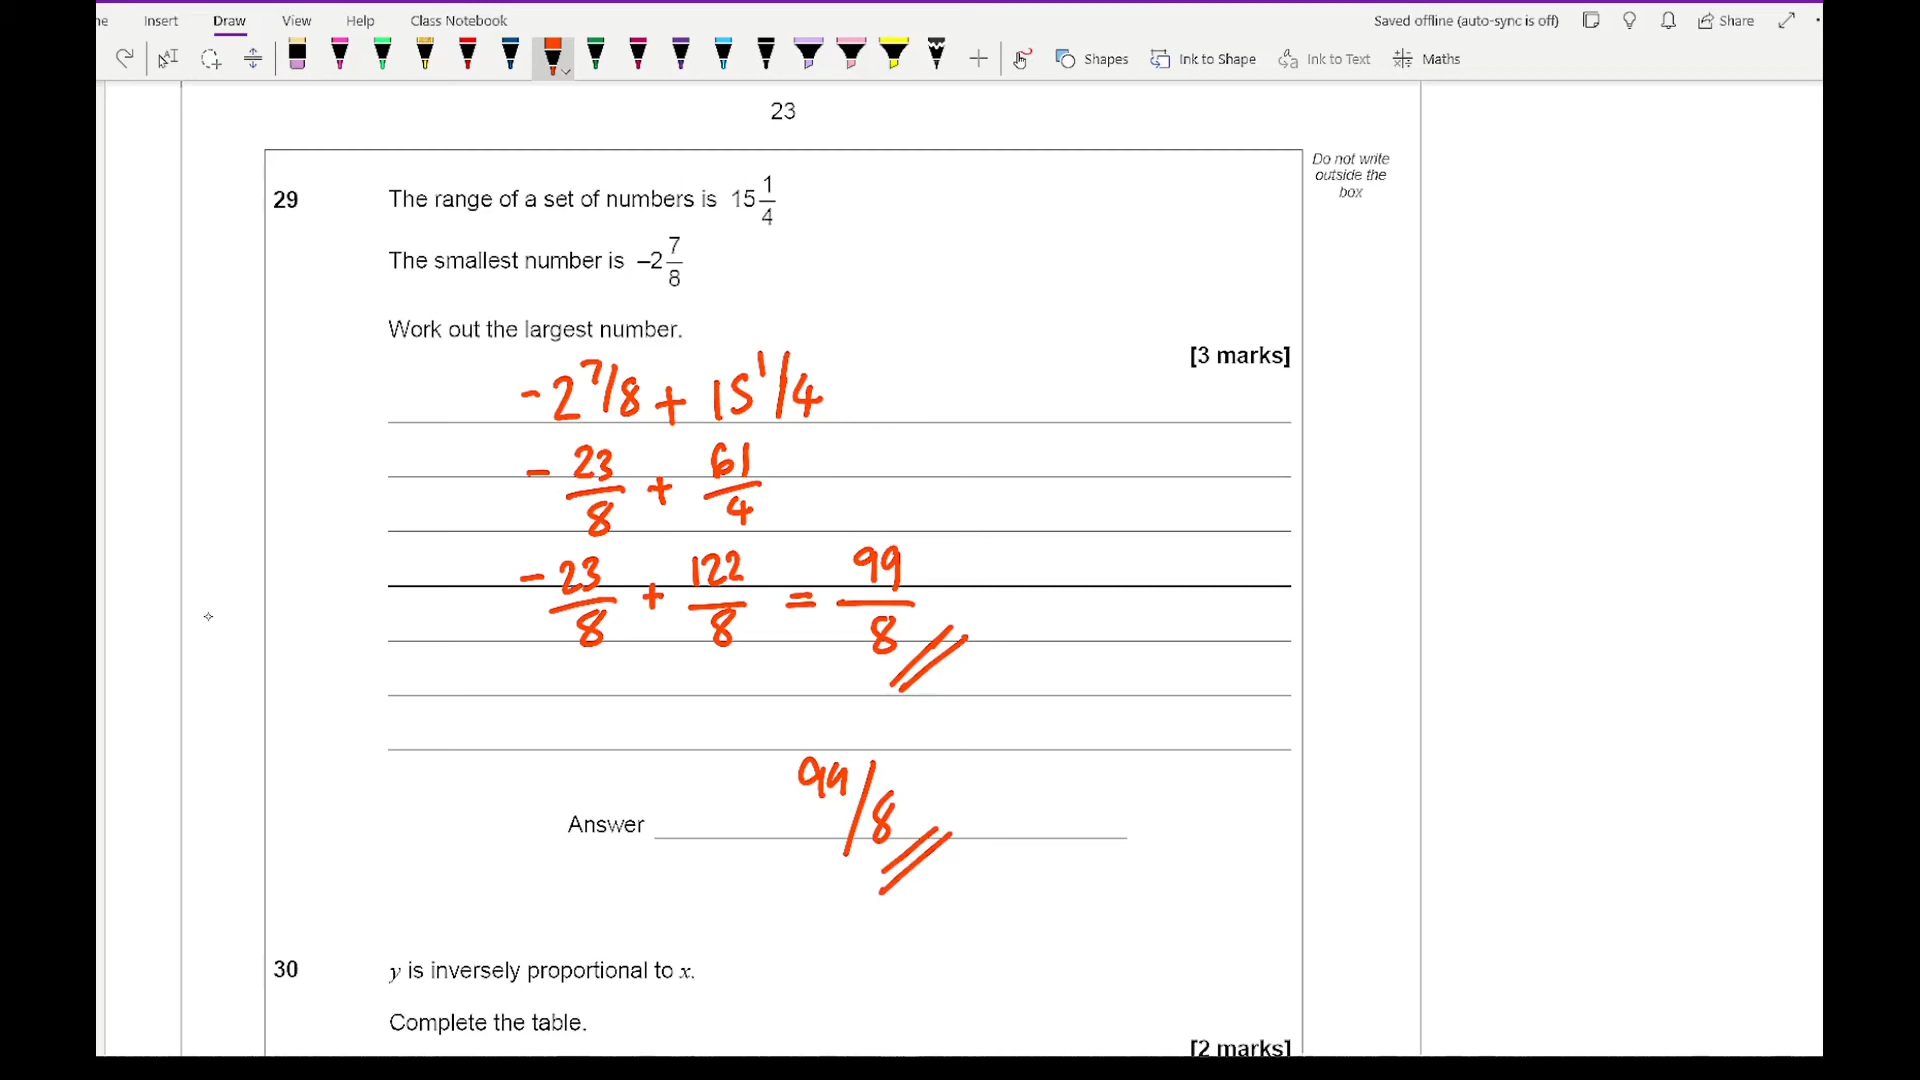 Insert Draw View Help Class Notebook Saved offline (auto-sync is off) Share
Shapes Ink to Shape Ink to Text Maths
23
Do not write
outside the
box
29 The range of a set of numbers is 15 1/4
The smallest number is –2 7/8
Work out the largest number.
[3 marks]
- 2 7/8 + 15 1/4
- 23/8 + 61/4
- 23/8 + 122/8 = 99/8
Answer 99/8
30 y is inversely proportional to x.
Complete the table.
[2 marks]